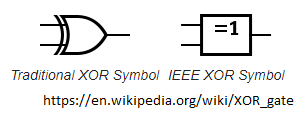 =1
Traditional XOR Symbol IEEE XOR Symbol
https://en.wikipedia.org/wiki/XOR_gate